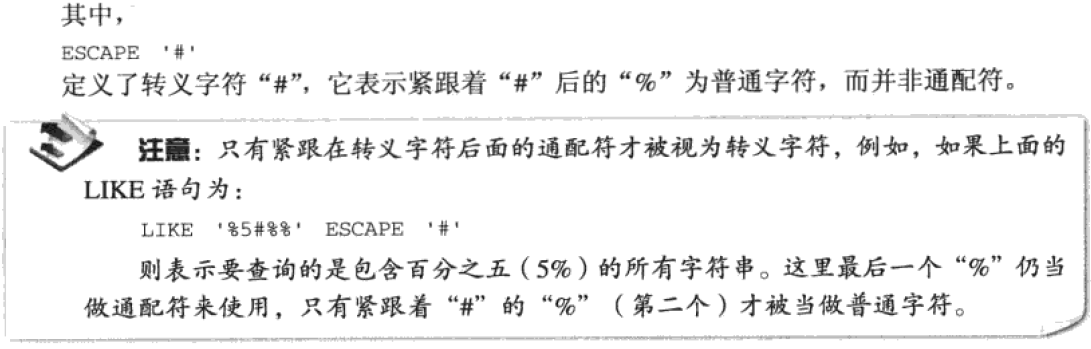 其中，
ESCAPE '#'
定义了转义字符“#”，它表示紧跟着“#”后的“%”为普通字符，而并非通配符。
注意：只有紧跟在转义字符后面的通配符才被视为转义字符，例如，如果上面的
LIKE 语句为：
LIKE '%5#%%' ESCAPE '#'
则表示要查询的是包含百分之五（5%）的所有字符串。这里最后一个“%”仍当
做通配符来使用，只有紧跟着“#”的“%”（第二个）才被当做普通字符。